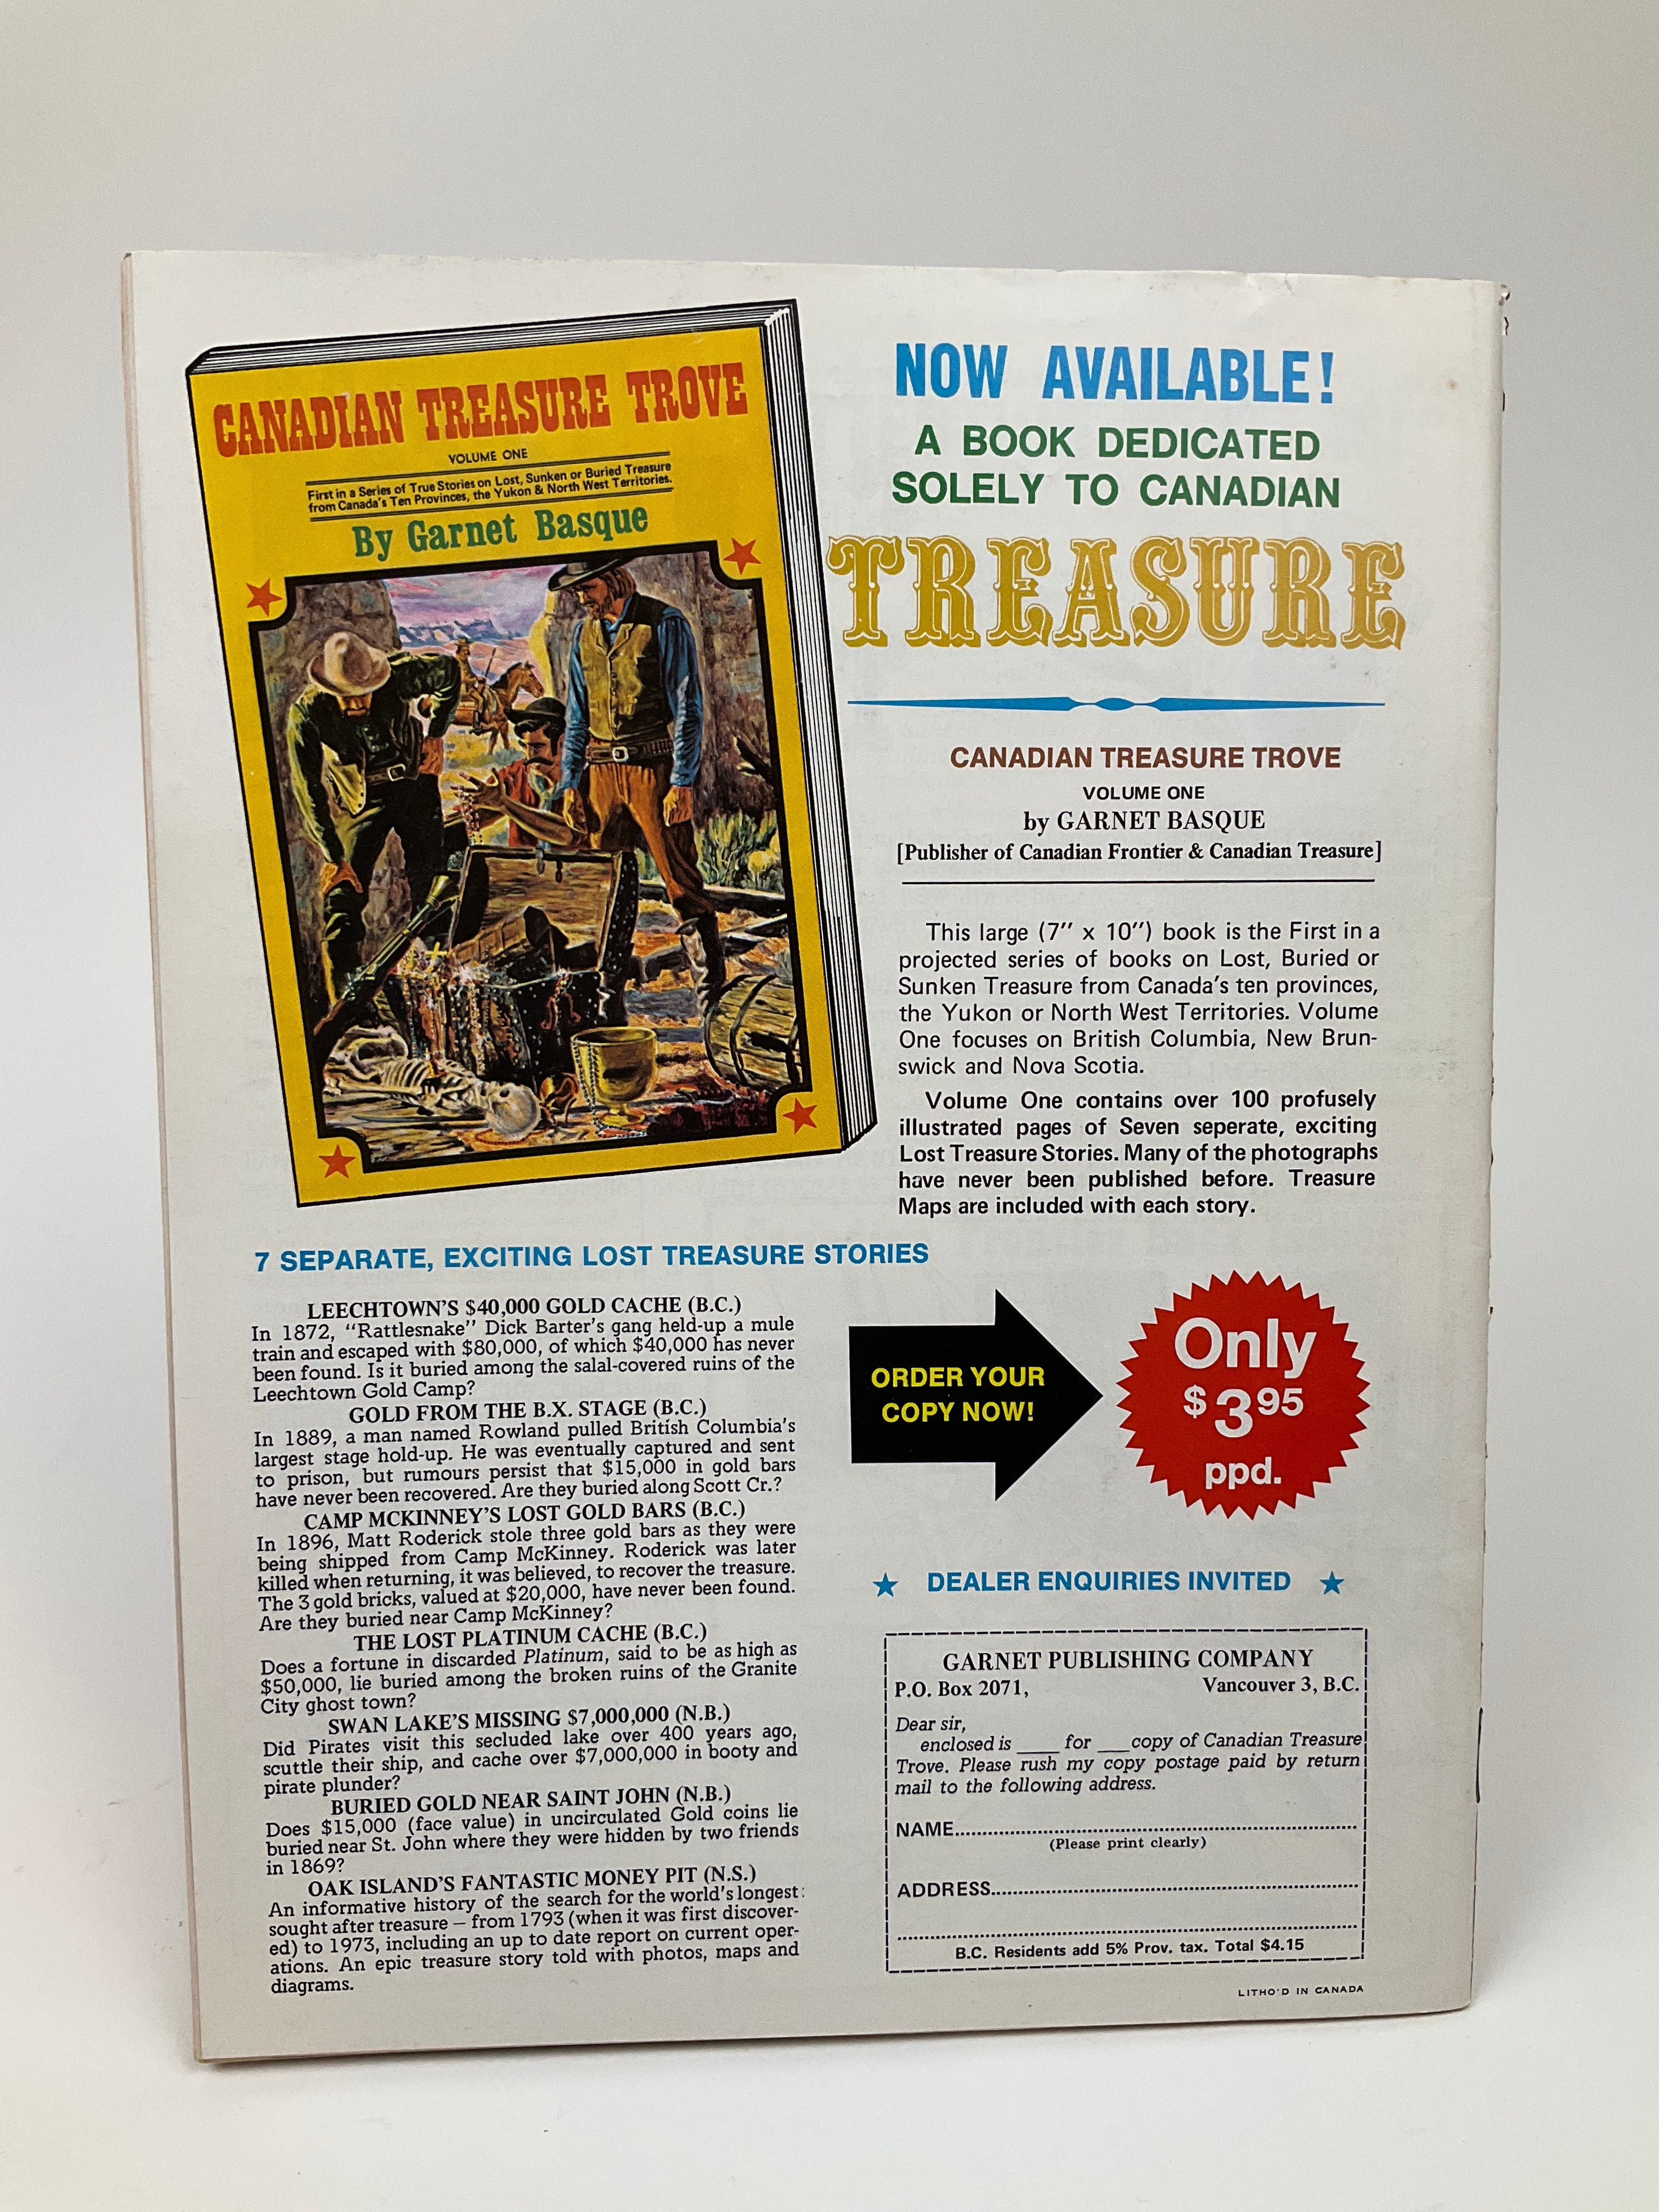 CANADIAN TREASURE TROVE
VOLUME ONE
First in a Series of True Stories on Lost, Sunken or Buried Treasure
from Canada's Ten Provinces, the Yukon & North West Territories.
By Garnet Basque
NOW AVAILABLE!
A BOOK DEDICATED
SOLELY TO CANADIAN
TREASURE
CANADIAN TREASURE TROVE
VOLUME ONE
by GARNET BASQUE
[Publisher of Canadian Frontier & Canadian Treasure]
This large (7" x 10") book is the First in a
projected series of books on Lost, Buried or
Sunken Treasure from Canada's ten provinces,
the Yukon or North West Territories. Volume
One focuses on British Columbia, New Brun-
swick and Nova Scotia.
Volume One contains over 100 profusely
illustrated pages of Seven seperate, exciting
Lost Treasure Stories. Many of the photographs
have never been published before. Treasure
Maps are included with each story.
7 SEPARATE, EXCITING LOST TREASURE STORIES
LEECHTOWN'S $40,000 GOLD CACHE (B.C.)
In 1872, "Rattlesnake" Dick Barter's gang held-up a mule
train and escaped with $80,000, of which $40,000 has never
been found. Is it buried among the salal-covered ruins of the
Leechtown Gold Camp?
GOLD FROM THE B.X. STAGE (B.C.)
In 1889, a man named Rowland pulled British Columbia's
largest stage hold-up. He was eventually captured and sent
to prison, but rumours persist that $15,000 in gold bars
have never been recovered. Are they buried along Scott Cr.?
CAMP MCKINNEY'S LOST GOLD BARS (B.C.)
In 1896, Matt Roderick stole three gold bars as they were
being shipped from Camp McKinney. Roderick was later
killed when returning, it was believed, to recover the treasure.
The 3 gold bricks, valued at $20,000, have never been found.
Are they buried near Camp McKinney?
THE LOST PLATINUM CACHE (B.C.)
Does a fortune in discarded Platinum, said to be as high as
$50,000, lie buried among the broken ruins of the Granite
City ghost town?
SWAN LAKE'S MISSING $7,000,000 (N.B.)
Did Pirates visit this secluded lake over 400 years ago,
scuttle their ship, and cache over $7,000,000 in booty and
pirate plunder?
BURIED GOLD NEAR SAINT JOHN (N.B.)
Does $15,000 (face value) in uncirculated Gold coins lie
buried near St. John where they were hidden by two friends
in 1869?
OAK ISLAND'S FANTASTIC MONEY PIT (N.S.)
An informative history of the search for the world's longest
sought after treasure – from 1793 (when it was first discover-
ed) to 1973, including an up to date report on current oper-
ations. An epic treasure story told with photos, maps and
diagrams.
ORDER YOUR
COPY NOW!
Only
$3.95
ppd.
★ DEALER ENQUIRIES INVITED ★
GARNET PUBLISHING COMPANY
P.O. Box 2071, Vancouver 3, B.C.
Dear sir,
enclosed is ____ for ____copy of Canadian Treasure
Trove. Please rush my copy postage paid by return
mail to the following address.
NAME..........
(Please print clearly)
ADDRESS..........
..........
B.C. Residents add 5% Prov. tax. Total $4.15
LITHO'D IN CANADA